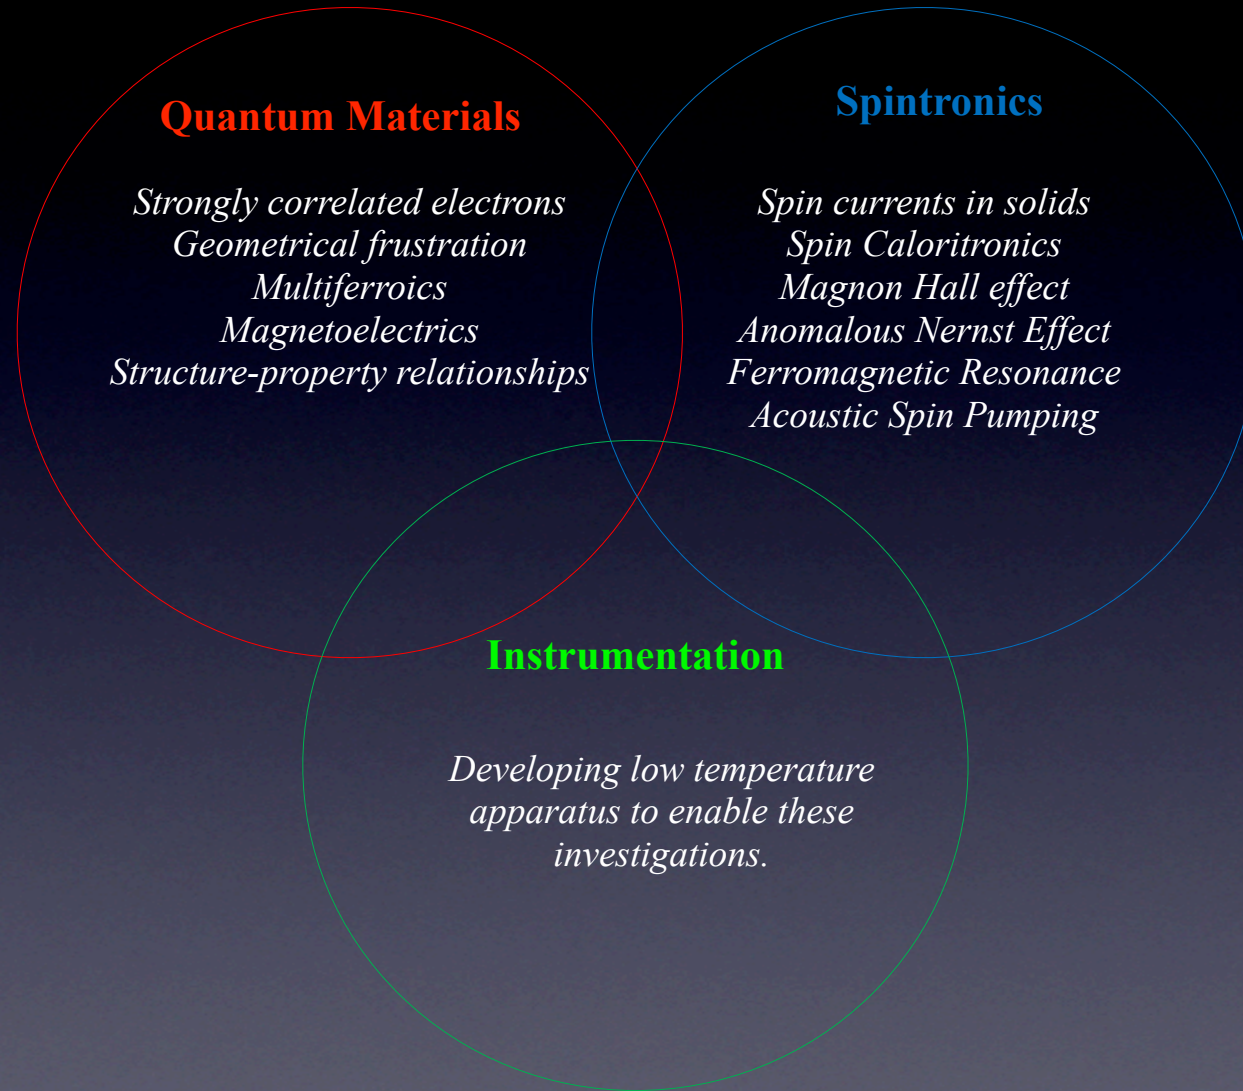 Quantum Materials
Strongly correlated electrons
Geometrical frustration
Multiferroics
Magnetoelectrics
Structure-property relationships
Spintronics
Spin currents in solids
Spin Caloritronics
Magnon Hall effect
Anomalous Nernst Effect
Ferromagnetic Resonance
Acoustic Spin Pumping
Instrumentation
Developing low temperature
apparatus to enable these
investigations.